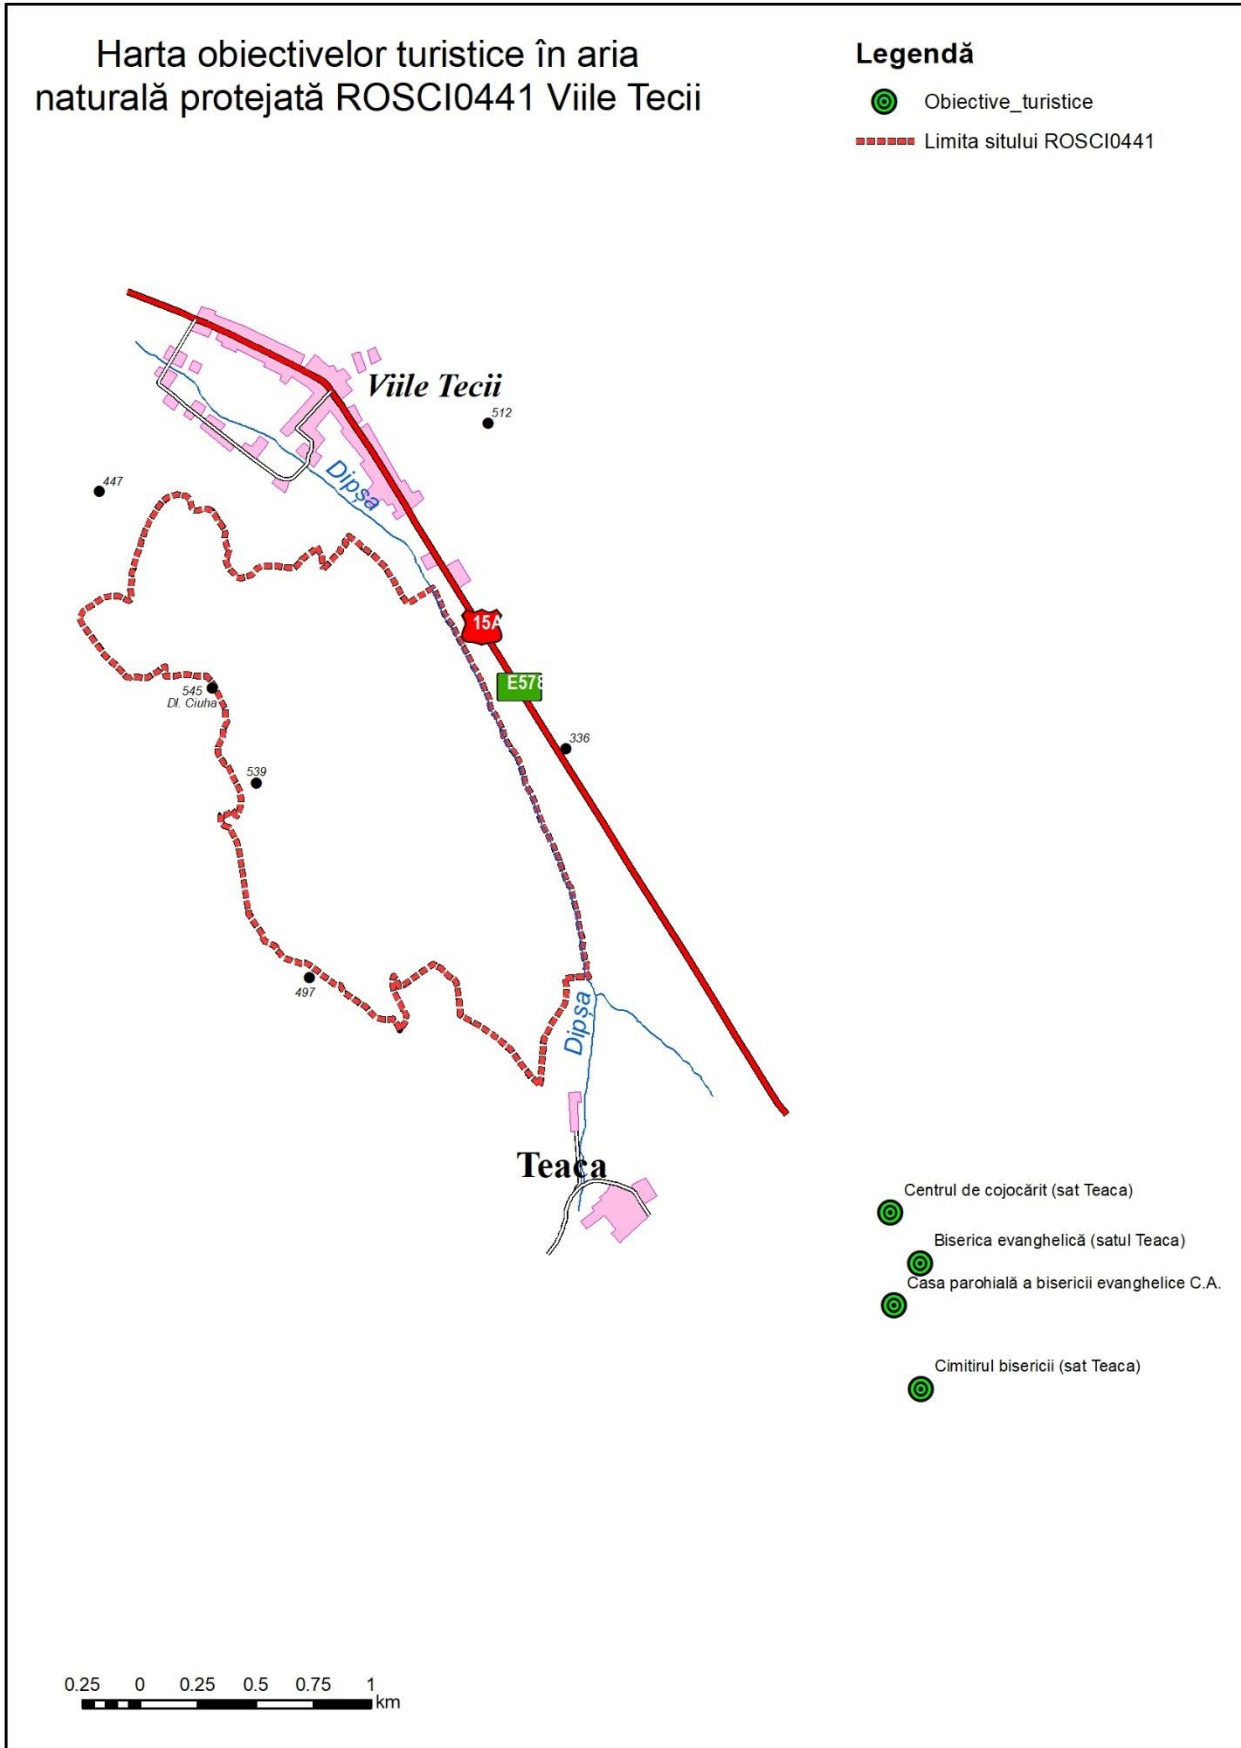 Harta obiectivelor turistice în aria
naturală protejată ROSCI0441 Viile Tecii
Legendă
Obiective_turistice
Limita sitului ROSCI0441
Viile Tecii
512
Dipșa
447
15A
E578
545
Dl. Ciuha
336
539
497
Dipșa
Teaca
Centrul de cojocărit (sat Teaca)
Biserica evanghelică (satul Teaca)
Casa parohială a bisericii evanghelice C.A.
Cimitirul bisericii (sat Teaca)
0.25 0 0.25 0.5 0.75 1
km